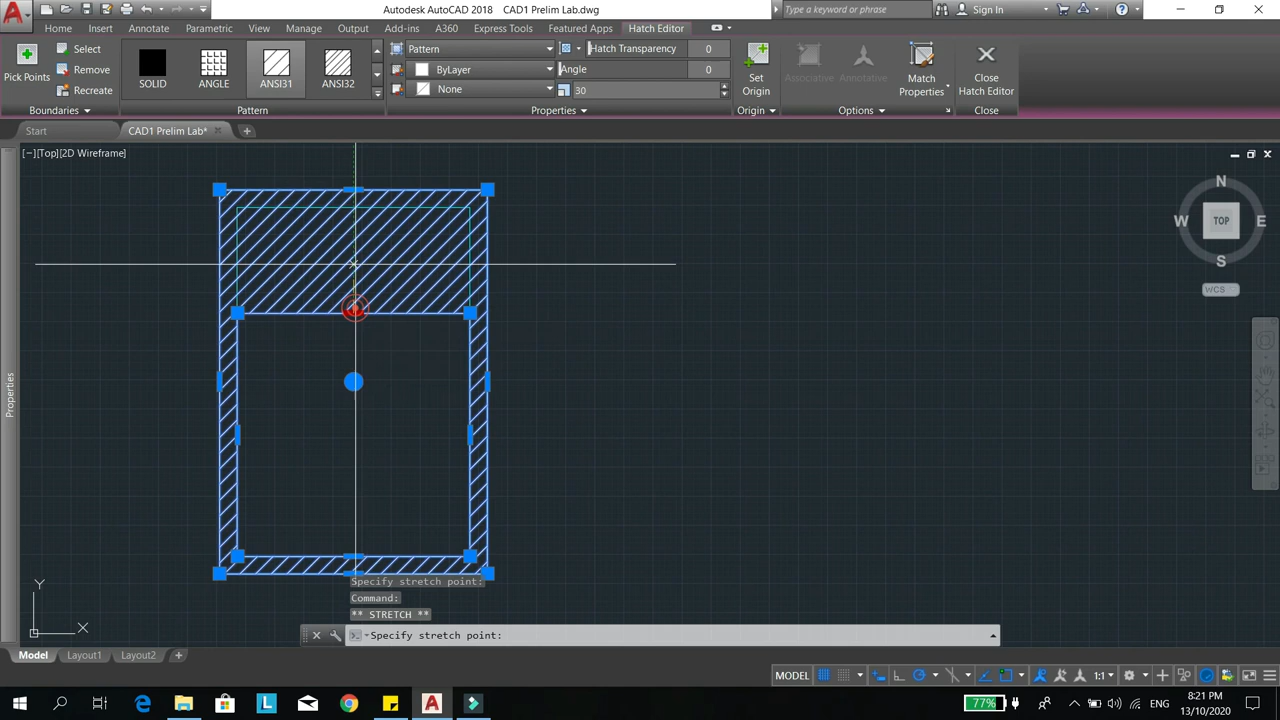 Autodesk AutoCAD 2018 CAD1 Prelim Lab.dwg
Type a keyword or phrase
Sign In
Home Insert Annotate Parametric View Manage Output Add-ins A360 Express Tools Featured Apps Hatch Editor
Pick Points
Select
Remove
Recreate
Boundaries
SOLID
ANGLE
ANSI31
ANSI32
Pattern
Pattern
ByLayer
None
Hatch Transparency 0
Angle 0
30
Properties
Set Origin
Origin
Associative
Annotative
Match Properties
Options
Close Hatch Editor
Close
Start
CAD1 Prelim Lab*
[−][Top][2D Wireframe]
N
W
TOP
E
S
WCS
Properties
Specify stretch point:
Command:
** STRETCH **
Y
X
Specify stretch point:
Model Layout1 Layout2
MODEL
1:1
77%
ENG
8:21 PM
13/10/2020